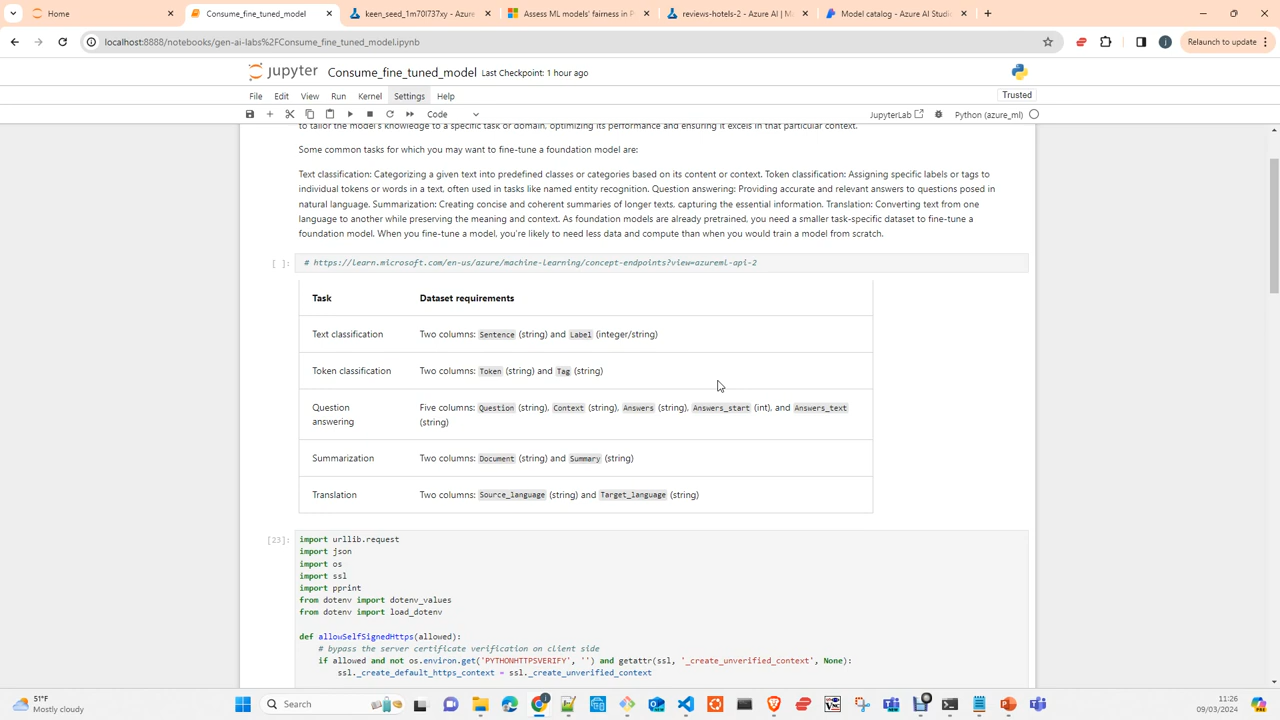 Home
Consume_fine_tuned_model
keen_seed_1m70l737xy - Azure
Assess ML models' fairness in P
reviews-hotels-2 - Azure AI | M
Model catalog - Azure AI Studio
localhost:8888/notebooks/gen-ai-labs%2FConsume_fine_tuned_model.ipynb
Relaunch to update
jupyter Consume_fine_tuned_model Last Checkpoint: 1 hour ago
File Edit View Run Kernel Settings Help
Trusted
Code
JupyterLab
Python (azure_ml)
to tailor the model's knowledge to a specific task or domain, optimizing its performance and ensuring it excels in that particular context.
Some common tasks for which you may want to fine-tune a foundation model are:
Text classification: Categorizing a given text into predefined classes or categories based on its content or context. Token classification: Assigning specific labels or tags to
individual tokens or words in a text, often used in tasks like named entity recognition. Question answering: Providing accurate and relevant answers to questions posed in
natural language. Summarization: Creating concise and coherent summaries of longer texts, capturing the essential information. Translation: Converting text from one
language to another while preserving the meaning and context. As foundation models are already pretrained, you need a smaller task-specific dataset to fine-tune a
foundation model. When you fine-tune a model, you're likely to need less data and compute than when you would train a model from scratch.
[ ]: # https://learn.microsoft.com/en-us/azure/machine-learning/concept-endpoints?view=azureml-api-2
Task Dataset requirements
Text classification Two columns: Sentence (string) and Label (integer/string)
Token classification Two columns: Token (string) and Tag (string)
Question Five columns: Question (string), Context (string), Answers (string), Answers_start (int), and Answers_text
answering (string)
Summarization Two columns: Document (string) and Summary (string)
Translation Two columns: Source_language (string) and Target_language (string)
[23]: import urllib.request
import json
import os
import ssl
import pprint
from dotenv import dotenv_values
from dotenv import load_dotenv
def allowSelfSignedHttps(allowed):
# bypass the server certificate verification on client side
if allowed and not os.environ.get('PYTHONHTTPSVERIFY', '') and getattr(ssl, '_create_unverified_context', None):
ssl._create_default_https_context = ssl._create_unverified_context
51°F
Mostly cloudy
Search
11:26
09/03/2024